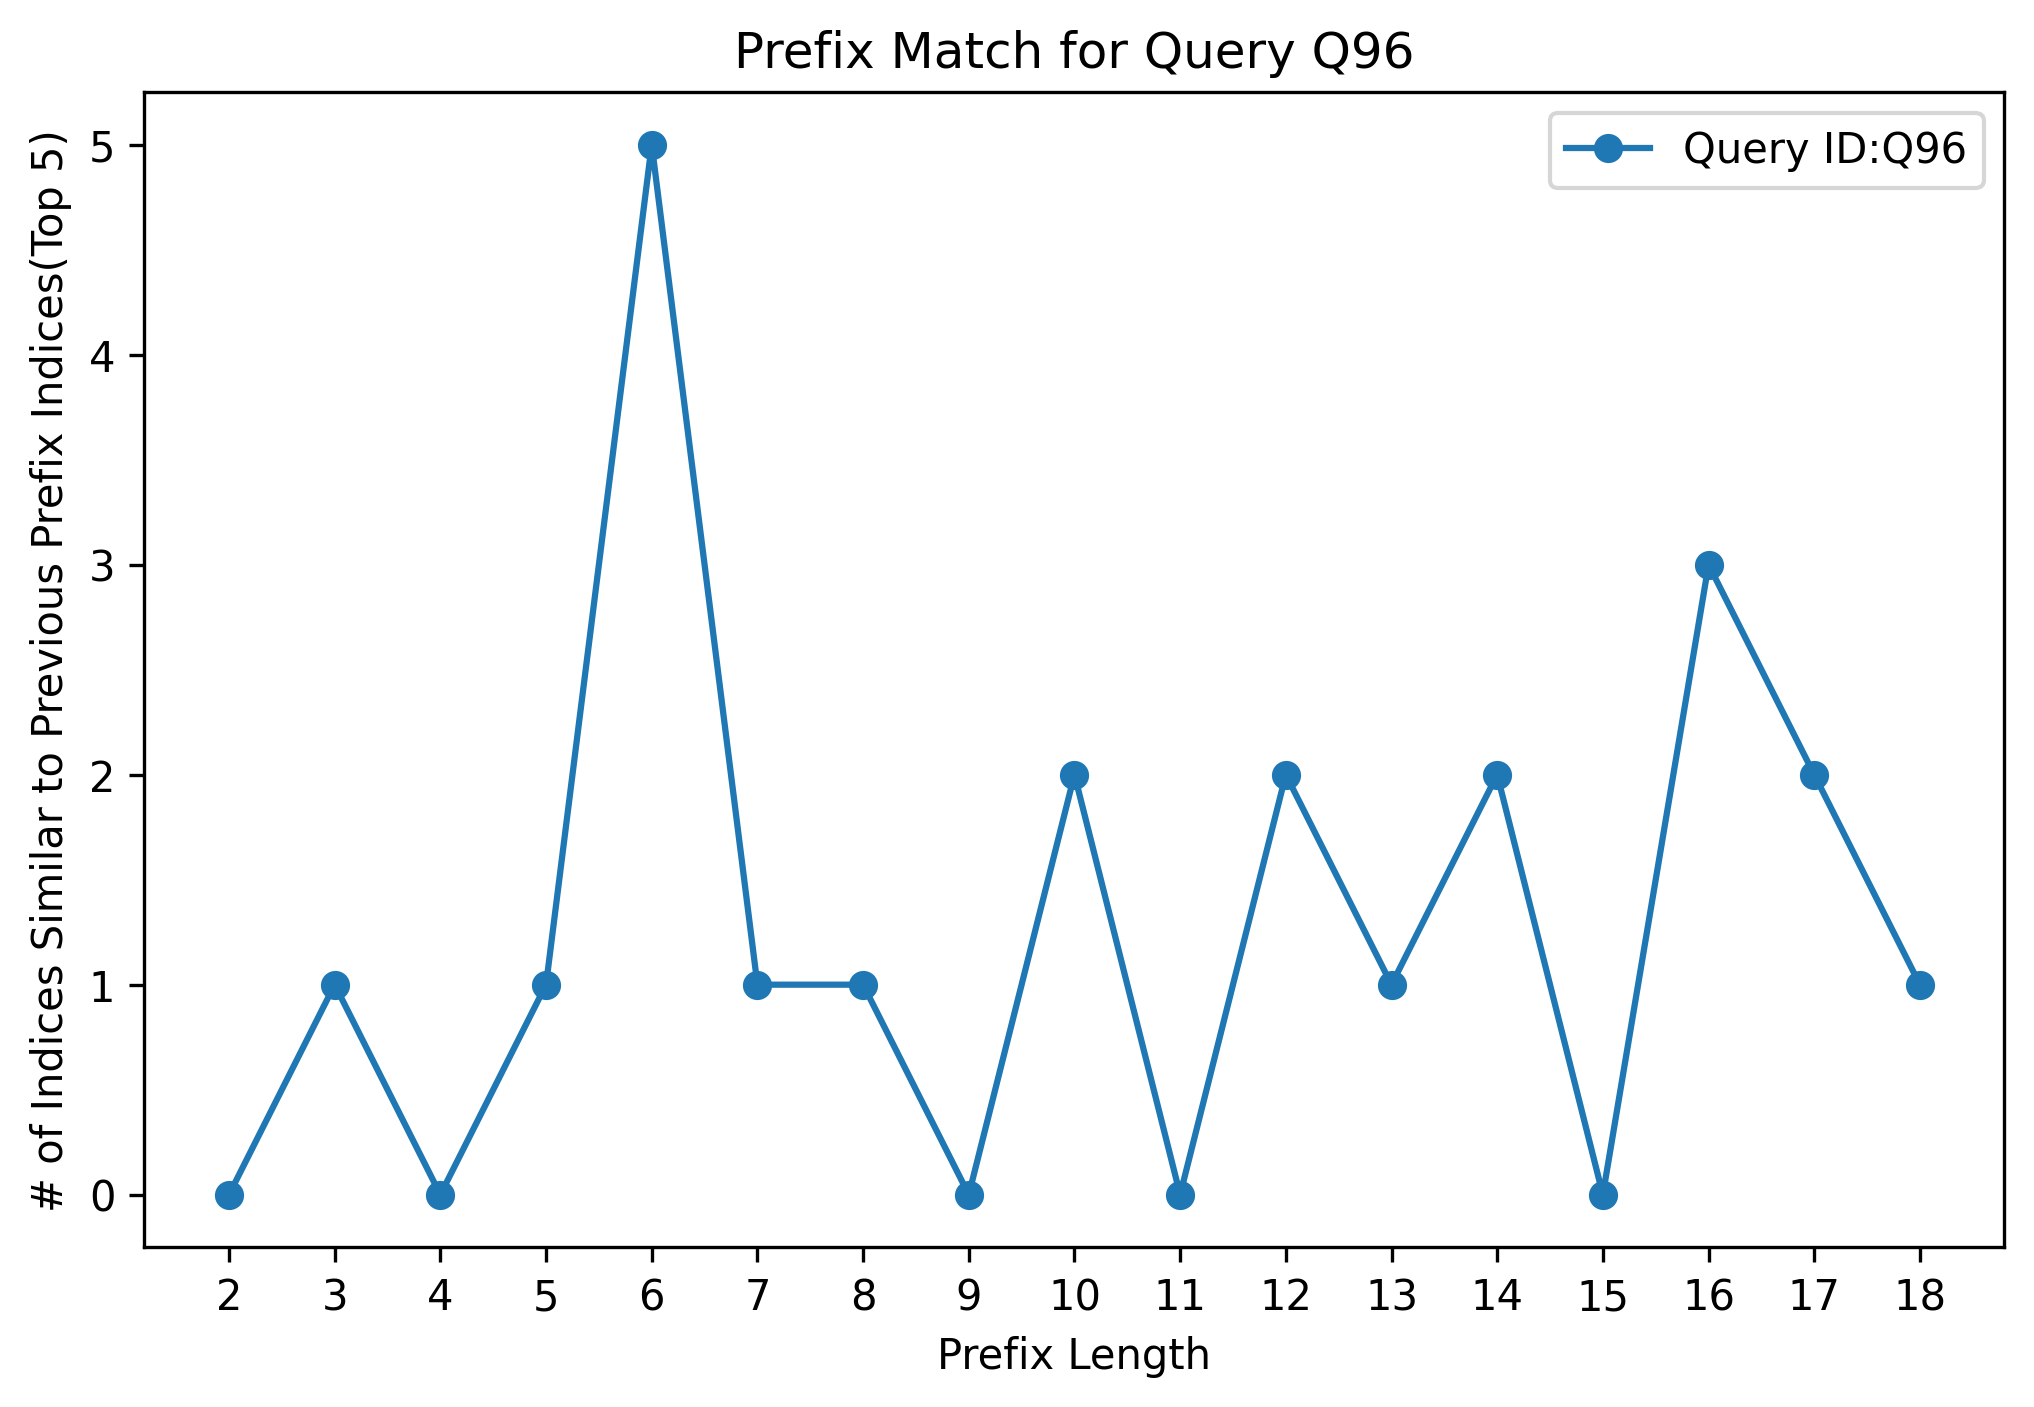 Prefix Match for Query Q96
Query ID:Q96
# of Indices Similar to Previous Prefix Indices(Top 5)
5
4
3
2
1
0
2 3 4 5 6 7 8 9 10 11 12 13 14 15 16 17 18
Prefix Length